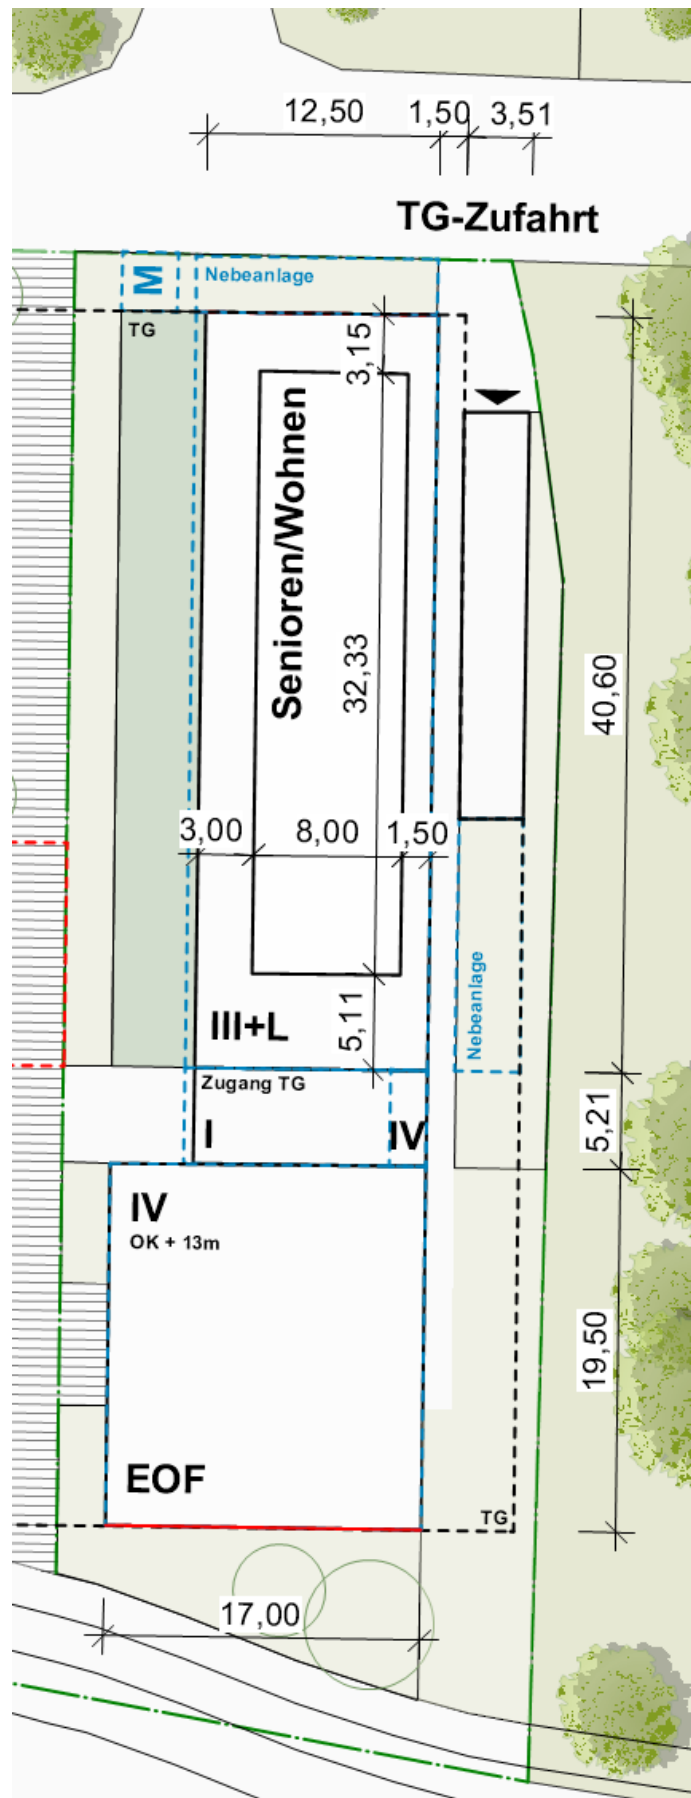 12,50
1,50
3,51
TG-Zufahrt
M
Nebeanlage
TG
3,15
Senioren/Wohnen
32,33
40,60
3,00
8,00
1,50
Nebeanlage
III+L
5,11
Zugang TG
I
IV
5,21
IV
OK + 13m
19,50
EOF
TG
17,00